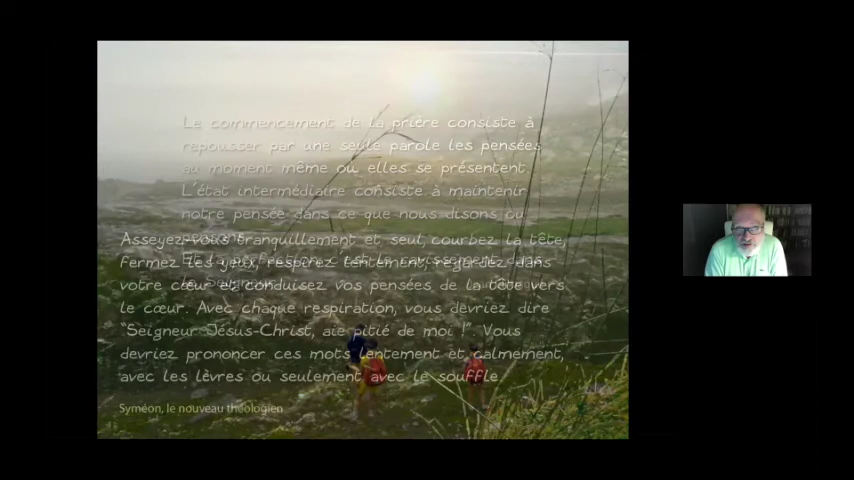 Le commencement de la prière consiste à
repousser par une seule parole les pensées
au moment même où elles se présentent.
L'état intermédiaire consiste à maintenir
notre pensée dans ce que nous disons ou
Asseyez-vous tranquillement et seul, courbez la tête,
fermez les yeux, respirez lentement, regardez dans
votre cœur et conduisez vos pensées de la tête vers
le cœur. Avec chaque respiration, vous devriez dire
"Seigneur Jésus-Christ, aie pitié de moi !". Vous
devriez prononcer ces mots lentement et calmement,
avec les lèvres ou seulement avec le souffle.
Syméon, le nouveau théologien